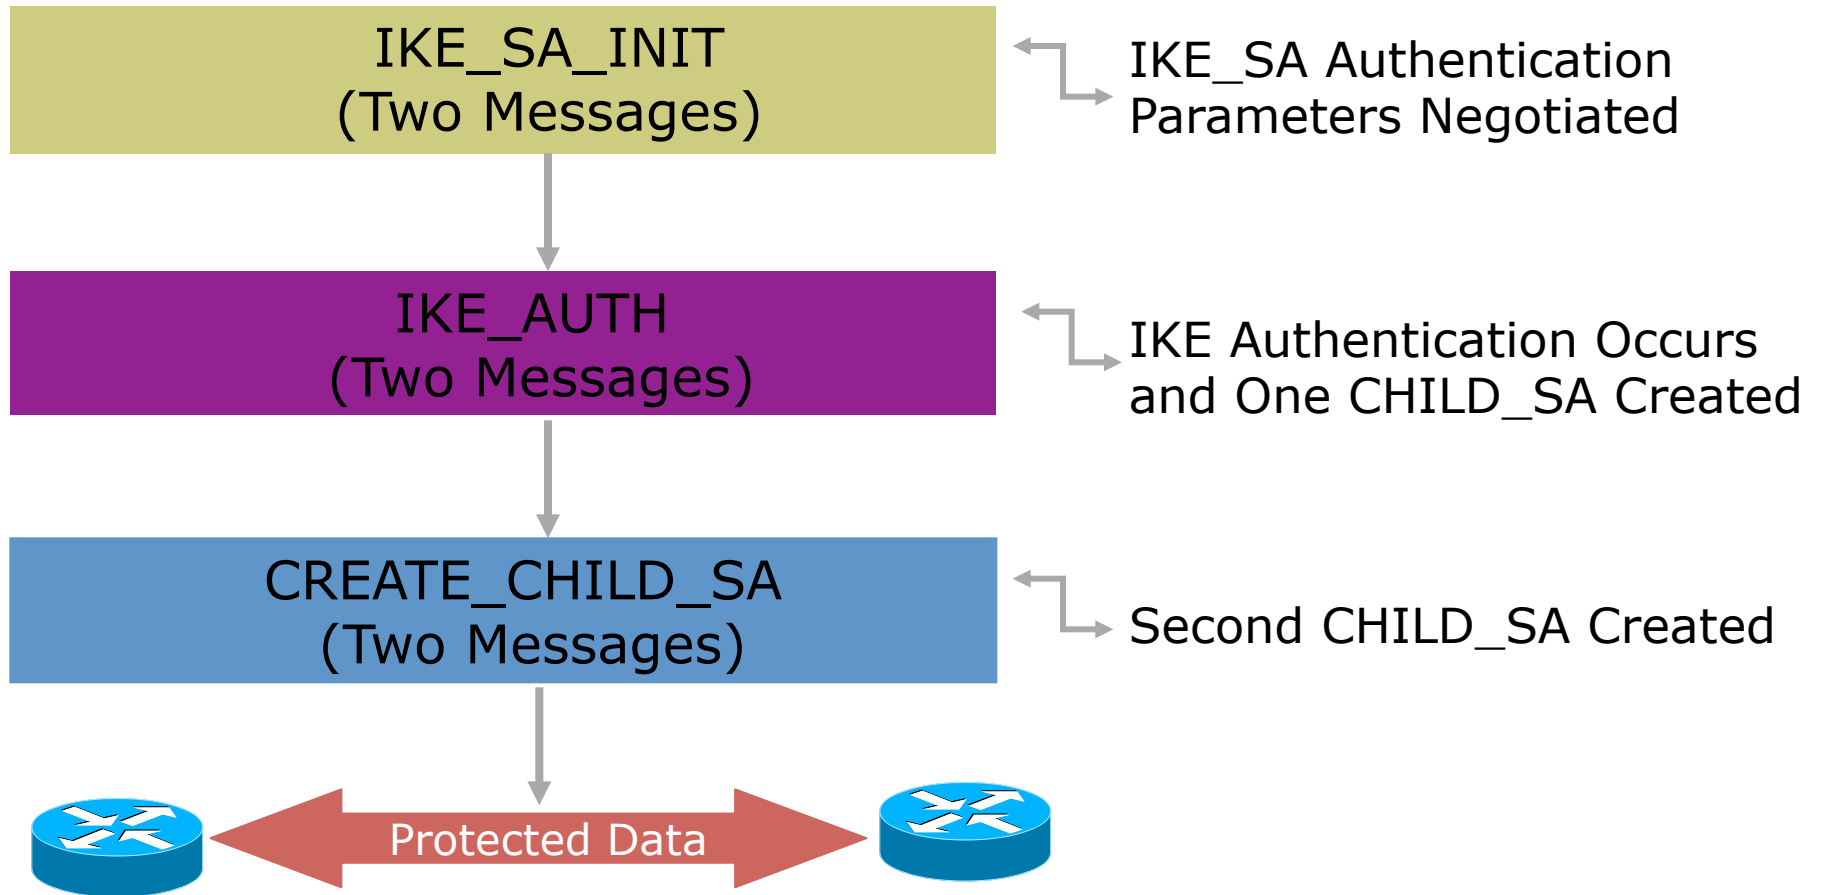 IKE_SA_INIT
(Two Messages)
IKE_SA Authentication
Parameters Negotiated
IKE_AUTH
(Two Messages)
IKE Authentication Occurs
and One CHILD_SA Created
CREATE_CHILD_SA
(Two Messages)
Second CHILD_SA Created
Protected Data